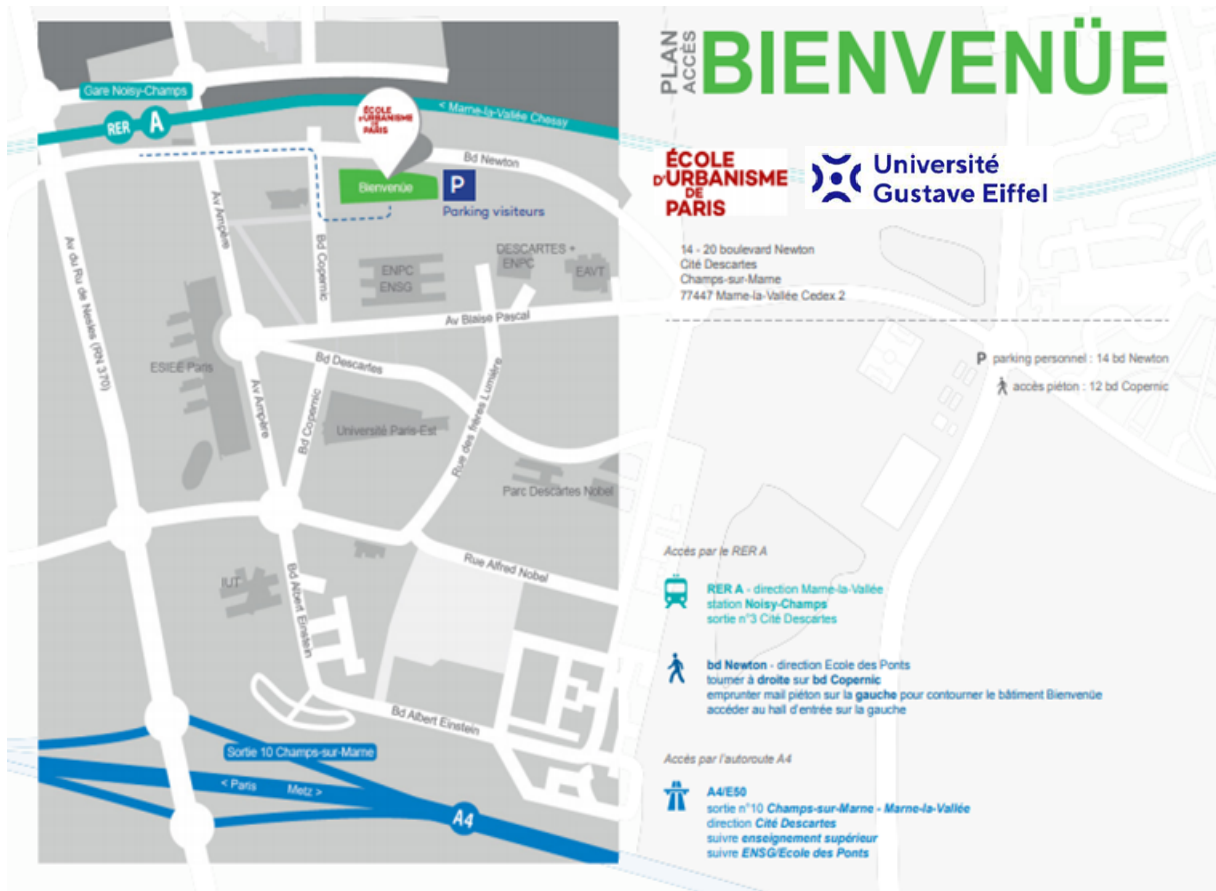 PLAN
ACCÈS
BIENVENÜE
ÉCOLE
D'URBANISME
DE
PARIS
Université
Gustave Eiffel
14 - 20 boulevard Newton
Cité Descartes
Champs-sur-Marne
77447 Marne-la-Vallée Cedex 2
P parking personnel : 14 bd Newton
accès piéton : 12 bd Copernic
Accès par le RER A
RER A - direction Marne-la-Vallée
station Noisy-Champs
sortie n°3 Cité Descartes
bd Newton - direction Ecole des Ponts
tourner à droite sur bd Copernic
emprunter mail piéton sur la gauche pour contourner le bâtiment Bienvenüe
accéder au hall d'entrée sur la gauche
Accès par l'autoroute A4
A4/E50
sortie n°10 Champs-sur-Marne - Marne-la-Vallée
direction Cité Descartes
suivre enseignement supérieur
suivre ENSG/Ecole des Ponts
Gare Noisy-Champs
RER A
< Marne-la-Vallée Chessy
ÉCOLE
D'URBANISME
DE
PARIS
Bd Newton
Bienvenüe
P
Parking visiteurs
Av Ampère
Av du Ru de Nesles (RN 370)
Bd Copernic
DESCARTES +
ENPC
ENPC
ENSG
EAVT
Av Blaise Pascal
ESIEE Paris
Bd Descartes
Av Ampère
Bd Copernic
Rue des frères Lumière
Université Paris-Est
Parc Descartes Nobel
Rue Alfred Nobel
IUT
Bd Albert Einstein
Bd Albert Einstein
Sortie 10 Champs-sur-Marne
< Paris
Metz >
A4